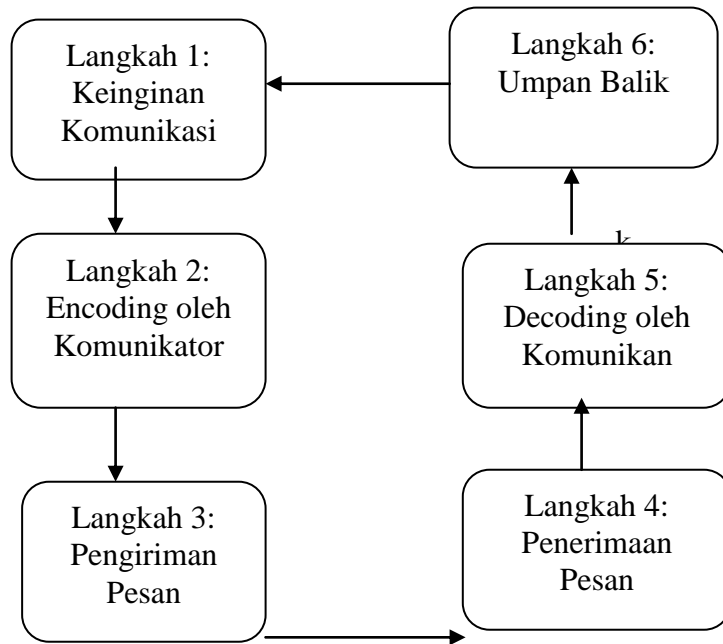 Langkah 1:
Keinginan
Komunikasi
Langkah 2:
Encoding oleh
Komunikator
Langkah 3:
Pengiriman
Pesan
Langkah 4:
Penerimaan
Pesan
k
Langkah 5:
Decoding oleh
Komunikan
Langkah 6:
Umpan Balik